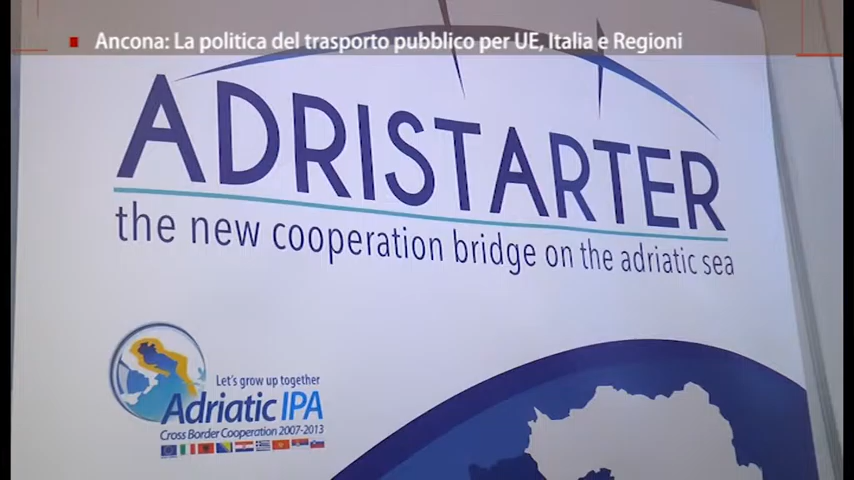 Ancona: La politica del trasporto pubblico per UE, Italia e Regioni
ADRISTARTER
the new cooperation bridge on the adriatic sea
Let's grow up together
Adriatic IPA
Cross Border Cooperation 2007-2013